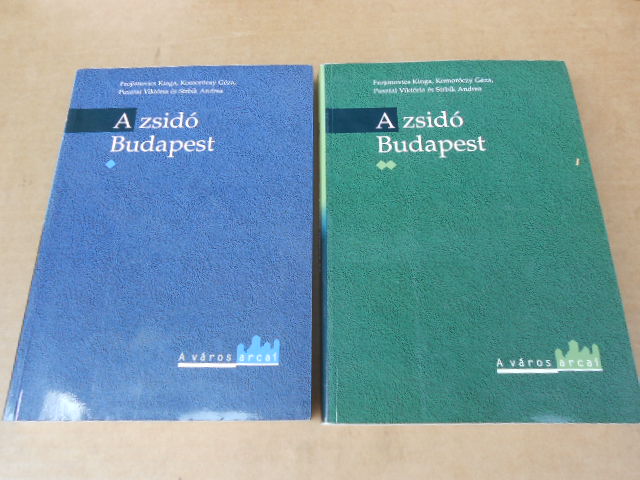 Frojimovics Kinga, Komoróczy Géza,
Pusztai Viktória és Strbik Andrea
A zsidó
Budapest
A város arcai
Frojimovics Kinga, Komoróczy Géza,
Pusztai Viktória és Strbik Andrea
A zsidó
Budapest
A város arcai